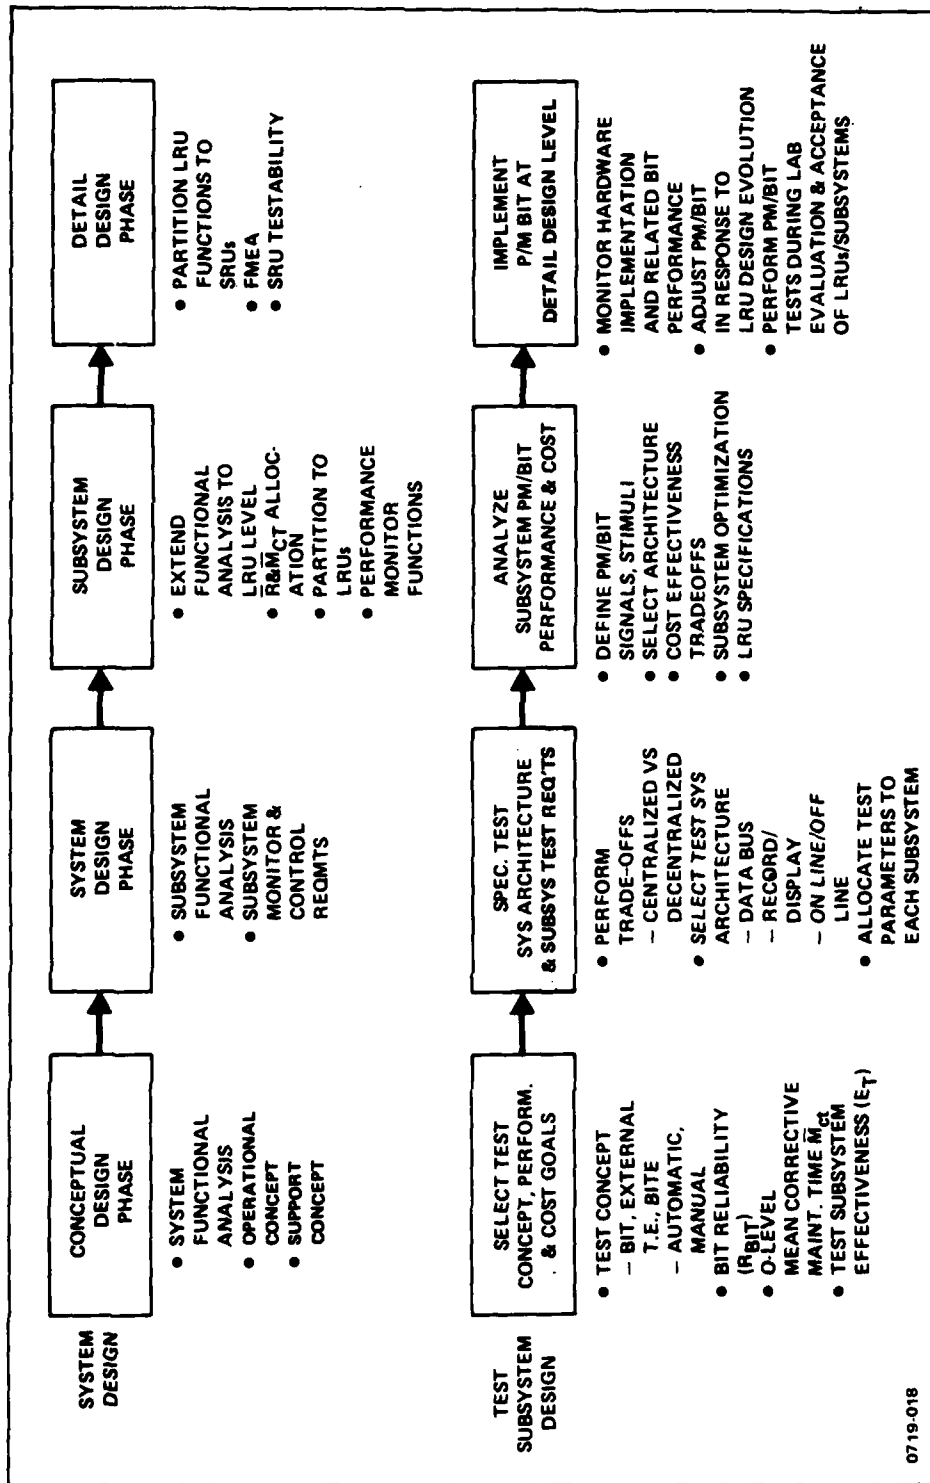 SYSTEM
DESIGN
CONCEPTUAL
DESIGN
PHASE
• SYSTEM
FUNCTIONAL
ANALYSIS
• OPERATIONAL
CONCEPT
• SUPPORT
CONCEPT
SYSTEM
DESIGN
PHASE
• SUBSYSTEM
FUNCTIONAL
ANALYSIS
• SUBSYSTEM
MONITOR &
CONTROL
REQMTS
SUBSYSTEM
DESIGN
PHASE
• EXTEND
FUNCTIONAL
ANALYSIS TO
LRU LEVEL
• R&M̅CT ALLOC-
ATION
• PARTITION TO
LRUs
• PERFORMANCE
MONITOR
FUNCTIONS
DETAIL
DESIGN
PHASE
• PARTITION LRU
FUNCTIONS TO
SRUs
• FMEA
• SRU TESTABILITY
TEST
SUBSYSTEM
DESIGN
SELECT TEST
CONCEPT, PERFORM.
& COST GOALS
• TEST CONCEPT
– BIT, EXTERNAL
T.E., BITE
– AUTOMATIC,
MANUAL
• BIT RELIABILITY
(RBIT)
• O-LEVEL
MEAN CORRECTIVE
MAINT. TIME M̅ct
• TEST SUBSYSTEM
EFFECTIVENESS (ET)
SPEC. TEST
SYS ARCHITECTURE
& SUBSYS TEST REQ'TS
• PERFORM
TRADE-OFFS
– CENTRALIZED VS
DECENTRALIZED
• SELECT TEST SYS
ARCHITECTURE
– DATA BUS
– RECORD/
DISPLAY
– ON LINE/OFF
LINE
• ALLOCATE TEST
PARAMETERS TO
EACH SUBSYSTEM
ANALYZE
SUBSYSTEM PM/BIT
PERFORMANCE & COST
• DEFINE PM/BIT
SIGNALS, STIMULI
• SELECT ARCHITECTURE
• COST EFFECTIVENESS
TRADEOFFS
• SUBSYSTEM OPTIMIZATION
• LRU SPECIFICATIONS
IMPLEMENT
P/M BIT AT
DETAIL DESIGN LEVEL
• MONITOR HARDWARE
IMPLEMENTATION
AND RELATED BIT
PERFORMANCE
• ADJUST PM/BIT
IN RESPONSE TO
LRU DESIGN EVOLUTION
• PERFORM PM/BIT
TESTS DURING LAB
EVALUATION & ACCEPTANCE
OF LRUs/SUBSYSTEMS
0719-018